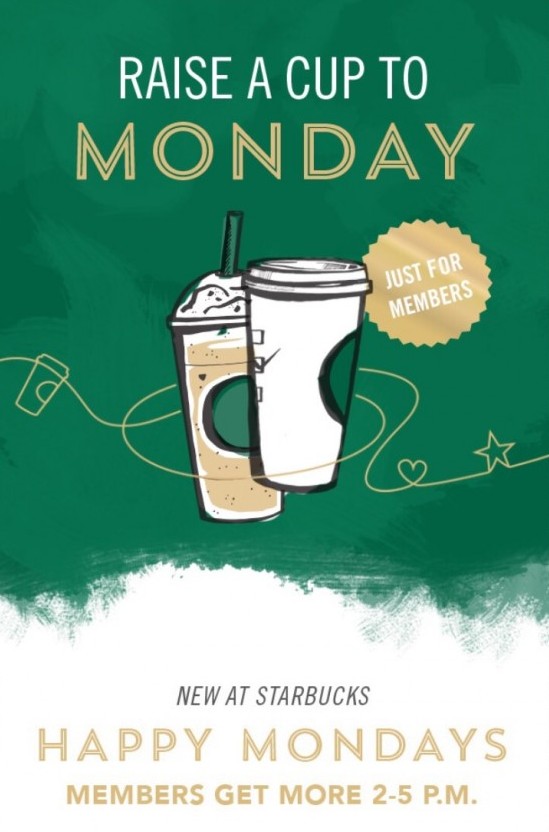 RAISE A CUP TO
MONDAY
JUST FOR
MEMBERS
NEW AT STARBUCKS
HAPPY MONDAYS
MEMBERS GET MORE 2-5 P.M.